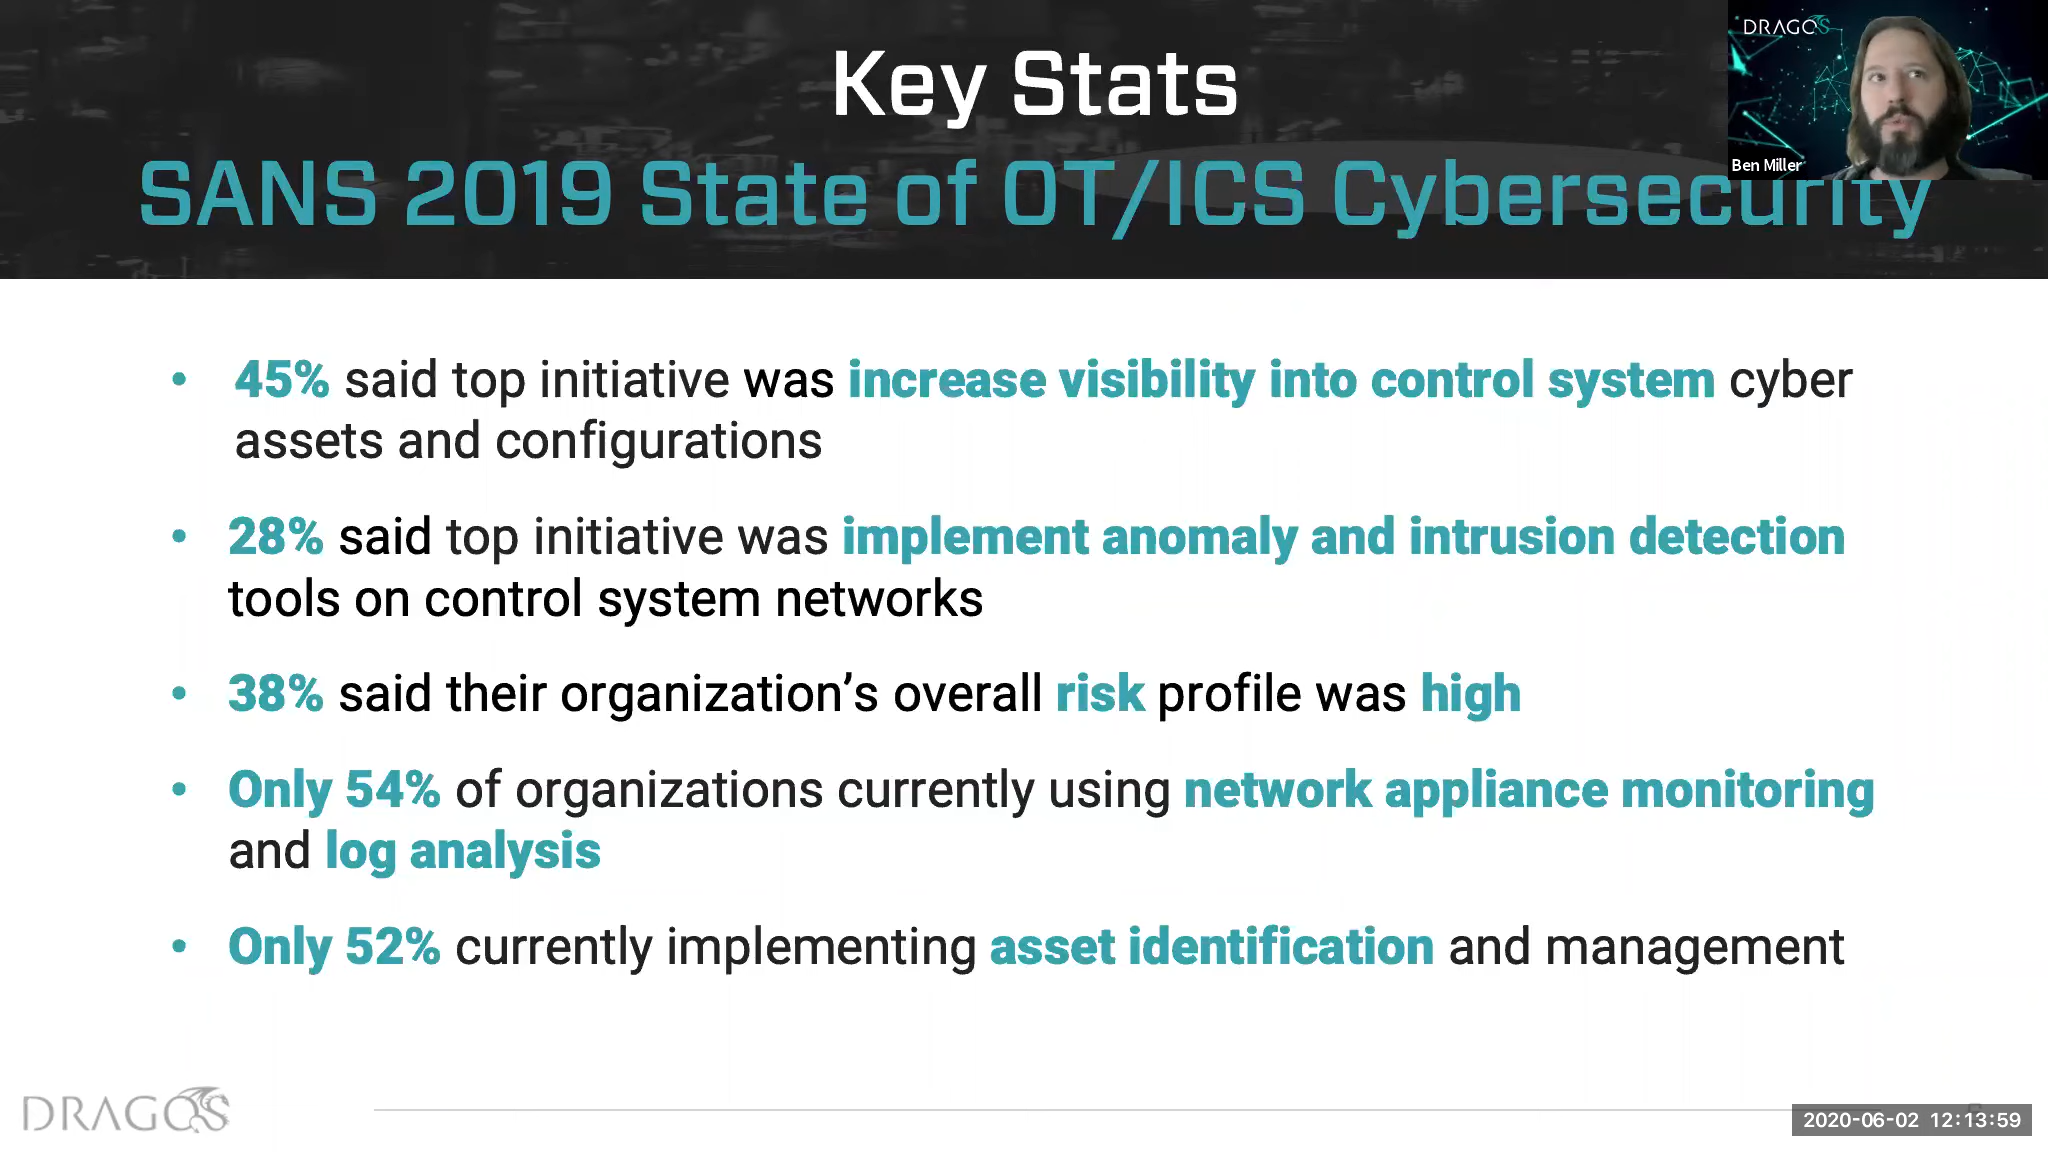 Key Stats
SANS 2019 State of OT/ICS Cybersecurity
DRAGOS
Ben Miller
• 45% said top initiative was increase visibility into control system cyber
assets and configurations
• 28% said top initiative was implement anomaly and intrusion detection
tools on control system networks
• 38% said their organization’s overall risk profile was high
• Only 54% of organizations currently using network appliance monitoring
and log analysis
• Only 52% currently implementing asset identification and management
DRAGOS
2020-06-02 12:13:59